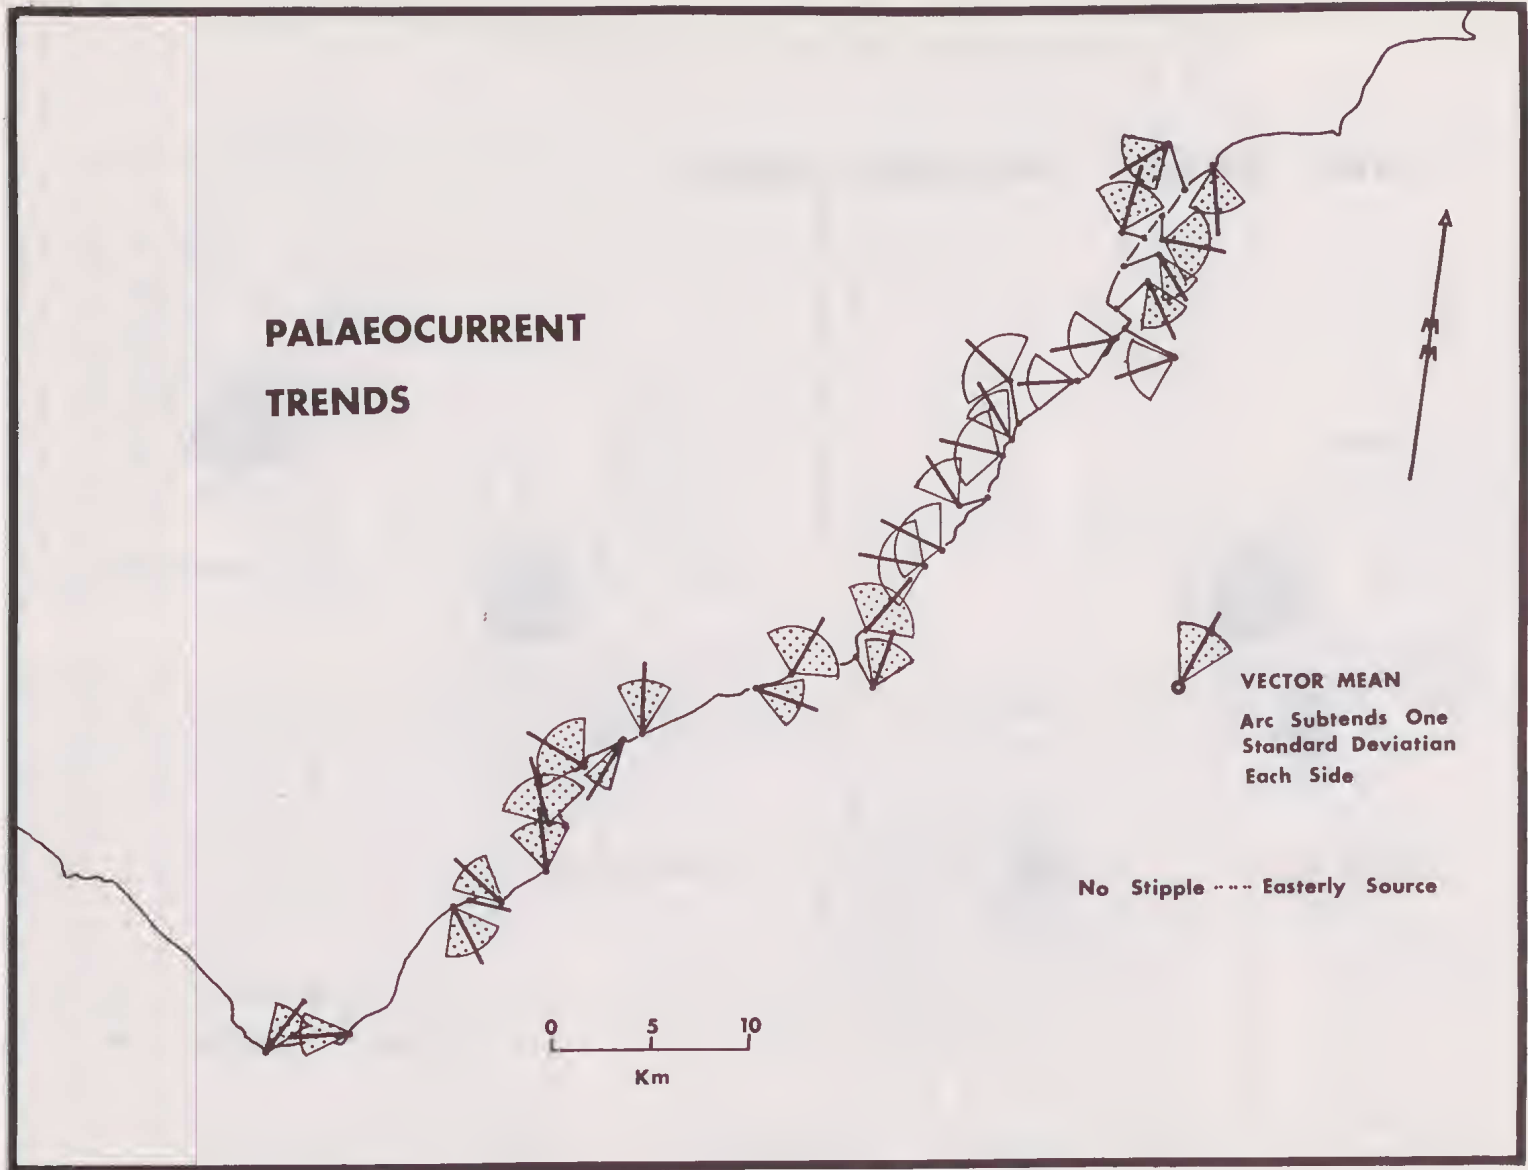 PALAEOCURRENT
TRENDS
VECTOR MEAN
Arc Subtends One
Standard Deviatian
Each Side
No Stipple ···· Easterly Source
0 5 10
Km